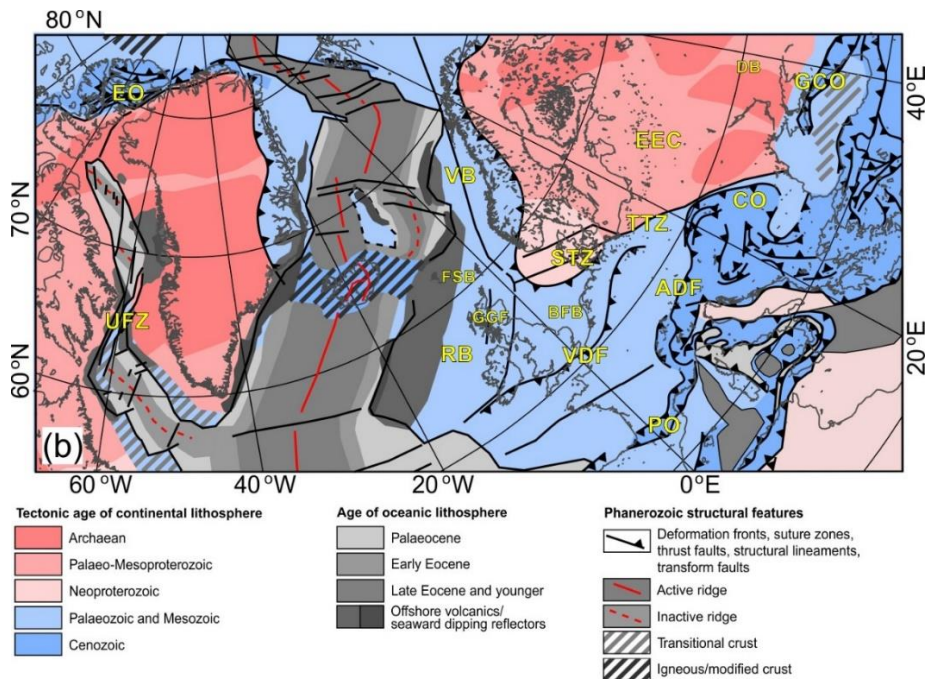 80°N
EO
DB
GCO
40°E
EEC
VB
70°N
CO
TTZ
STZ
FSB
ADF
UFZ
GGF
BFB
RB
VDF
20°E
60°N
PO
(b)
60°W
40°W
20°W
0°E
Tectonic age of continental lithosphere
Archaean
Palaeo-Mesoproterozoic
Neoproterozoic
Palaeozoic and Mesozoic
Cenozoic
Age of oceanic lithosphere
Palaeocene
Early Eocene
Late Eocene and younger
Offshore volcanics/
seaward dipping reflectors
Phanerozoic structural features
Deformation fronts, suture zones,
thrust faults, structural lineaments,
transform faults
Active ridge
Inactive ridge
Transitional crust
Igneous/modified crust